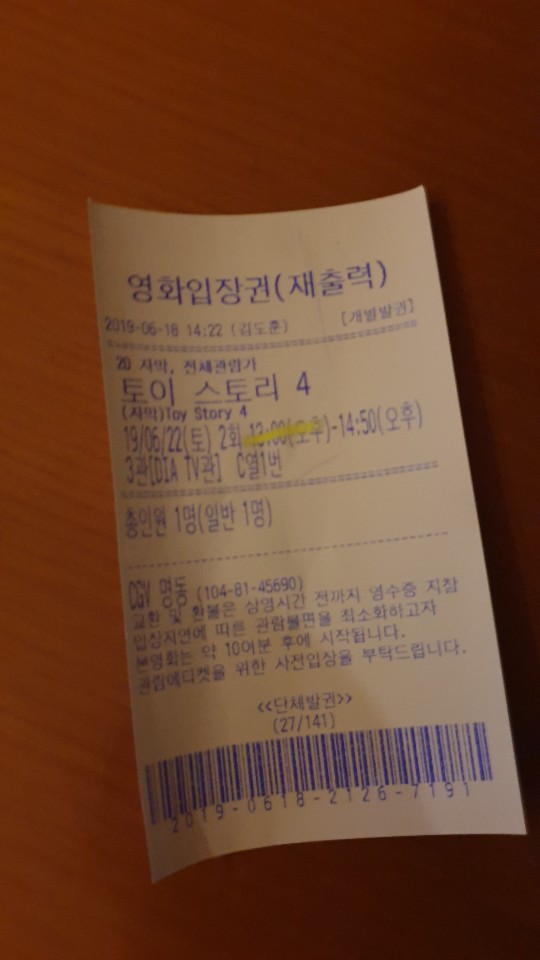 영화입장권(재출력)
2019-06-18 14:22 (김도훈) [개별발권]
2D 자막, 전체관람가
토이 스토리 4
(자막)Toy Story 4
19/06/22(토) 2회 13:00(오후)-14:50(오후)
3관[DIA TV관] C열1번
총인원 1명(일반 1명)
CGV 명동 (104-81-45690)
교환 및 환불은 상영시간 전까지 영수증 지참
입장지연에 따른 관람불편을 최소화하고자
본영화는 약 10여분 후에 시작됩니다.
관람에티켓을 위한 사전입장을 부탁드립니다.
<<단체발권>>
(27/141)
2019-0618-2126-7191